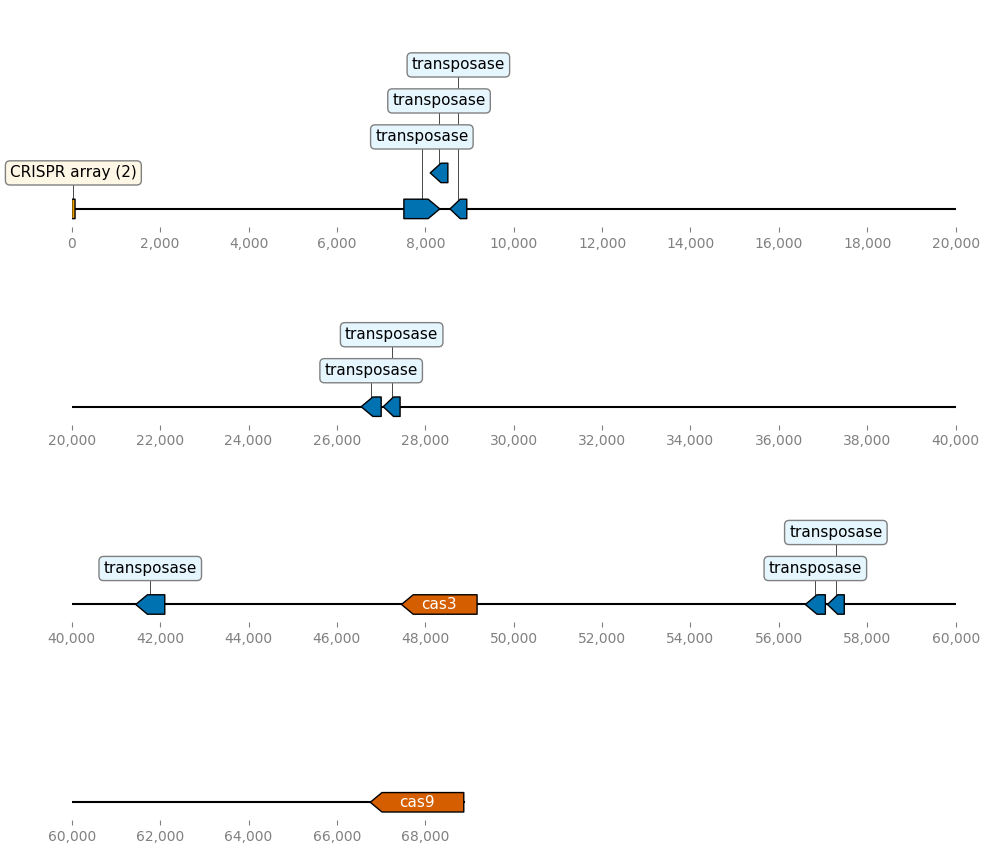 transposase
transposase
transposase
CRISPR array (2)
0 2,000 4,000 6,000 8,000 10,000 12,000 14,000 16,000 18,000 20,000
transposase
transposase
20,000 22,000 24,000 26,000 28,000 30,000 32,000 34,000 36,000 38,000 40,000
transposase
transposase transposase
cas3
40,000 42,000 44,000 46,000 48,000 50,000 52,000 54,000 56,000 58,000 60,000
cas9
60,000 62,000 64,000 66,000 68,000